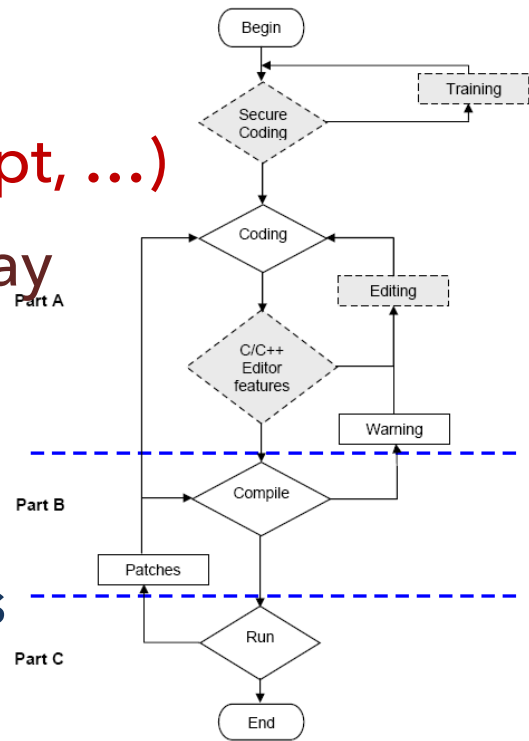 Begin
Training
Secure
Coding
pt, ...)
Coding
ay
Part A
Editing
C/C++
Editor
features
Warning
Compile
Part B
Patches
s
Run
Part C
End